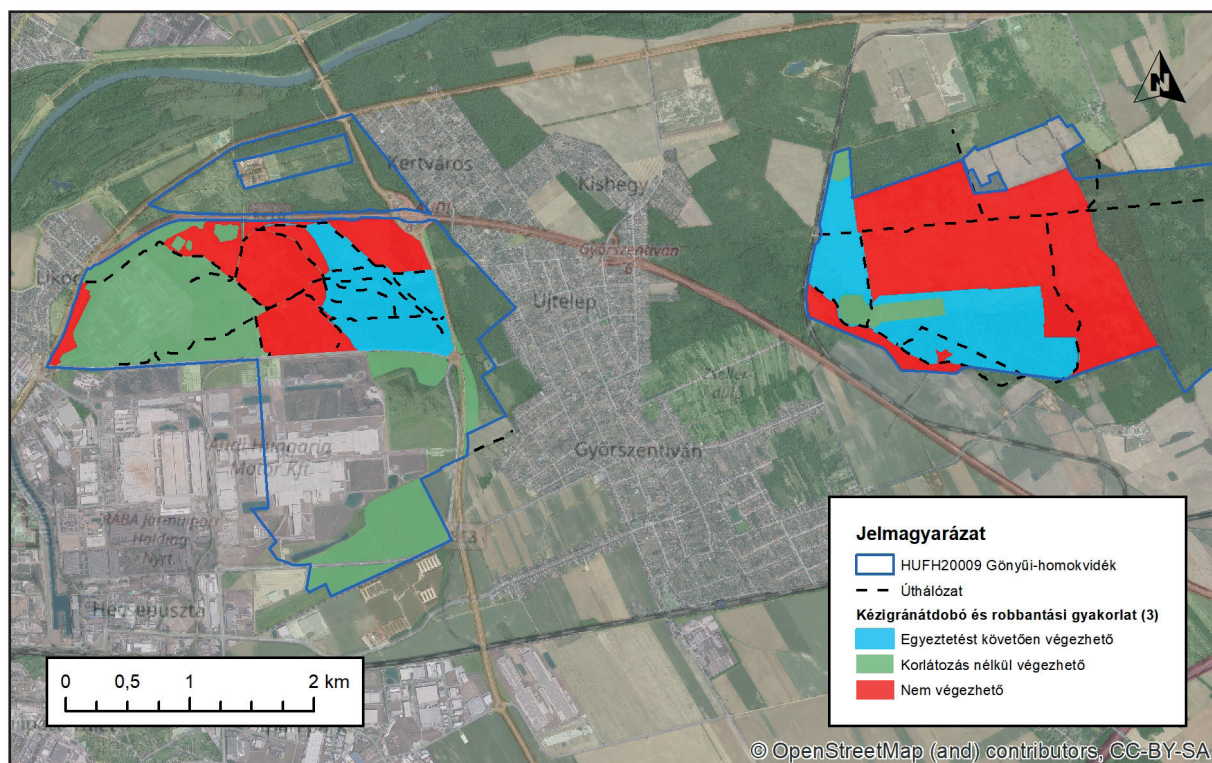 Kertváros
Kishegy
N
Likóc
Győrszentiván
Újtelep
Győrszentiván
Audi Hungaria
Motor Kft
RÁBA Járműipari
Holding
Nyrt.
Hecsepuszta
Jelmagyarázat
HUFH20009 Gönyűi-homokvidék
Úthálózat
Kézigránátdobó és robbantási gyakorlat (3)
Egyeztetést követően végezhető
Korlátozás nélkül végezhető
Nem végezhető
0 0,5 1 2 km
© OpenStreetMap (and) contributors, CC-BY-SA